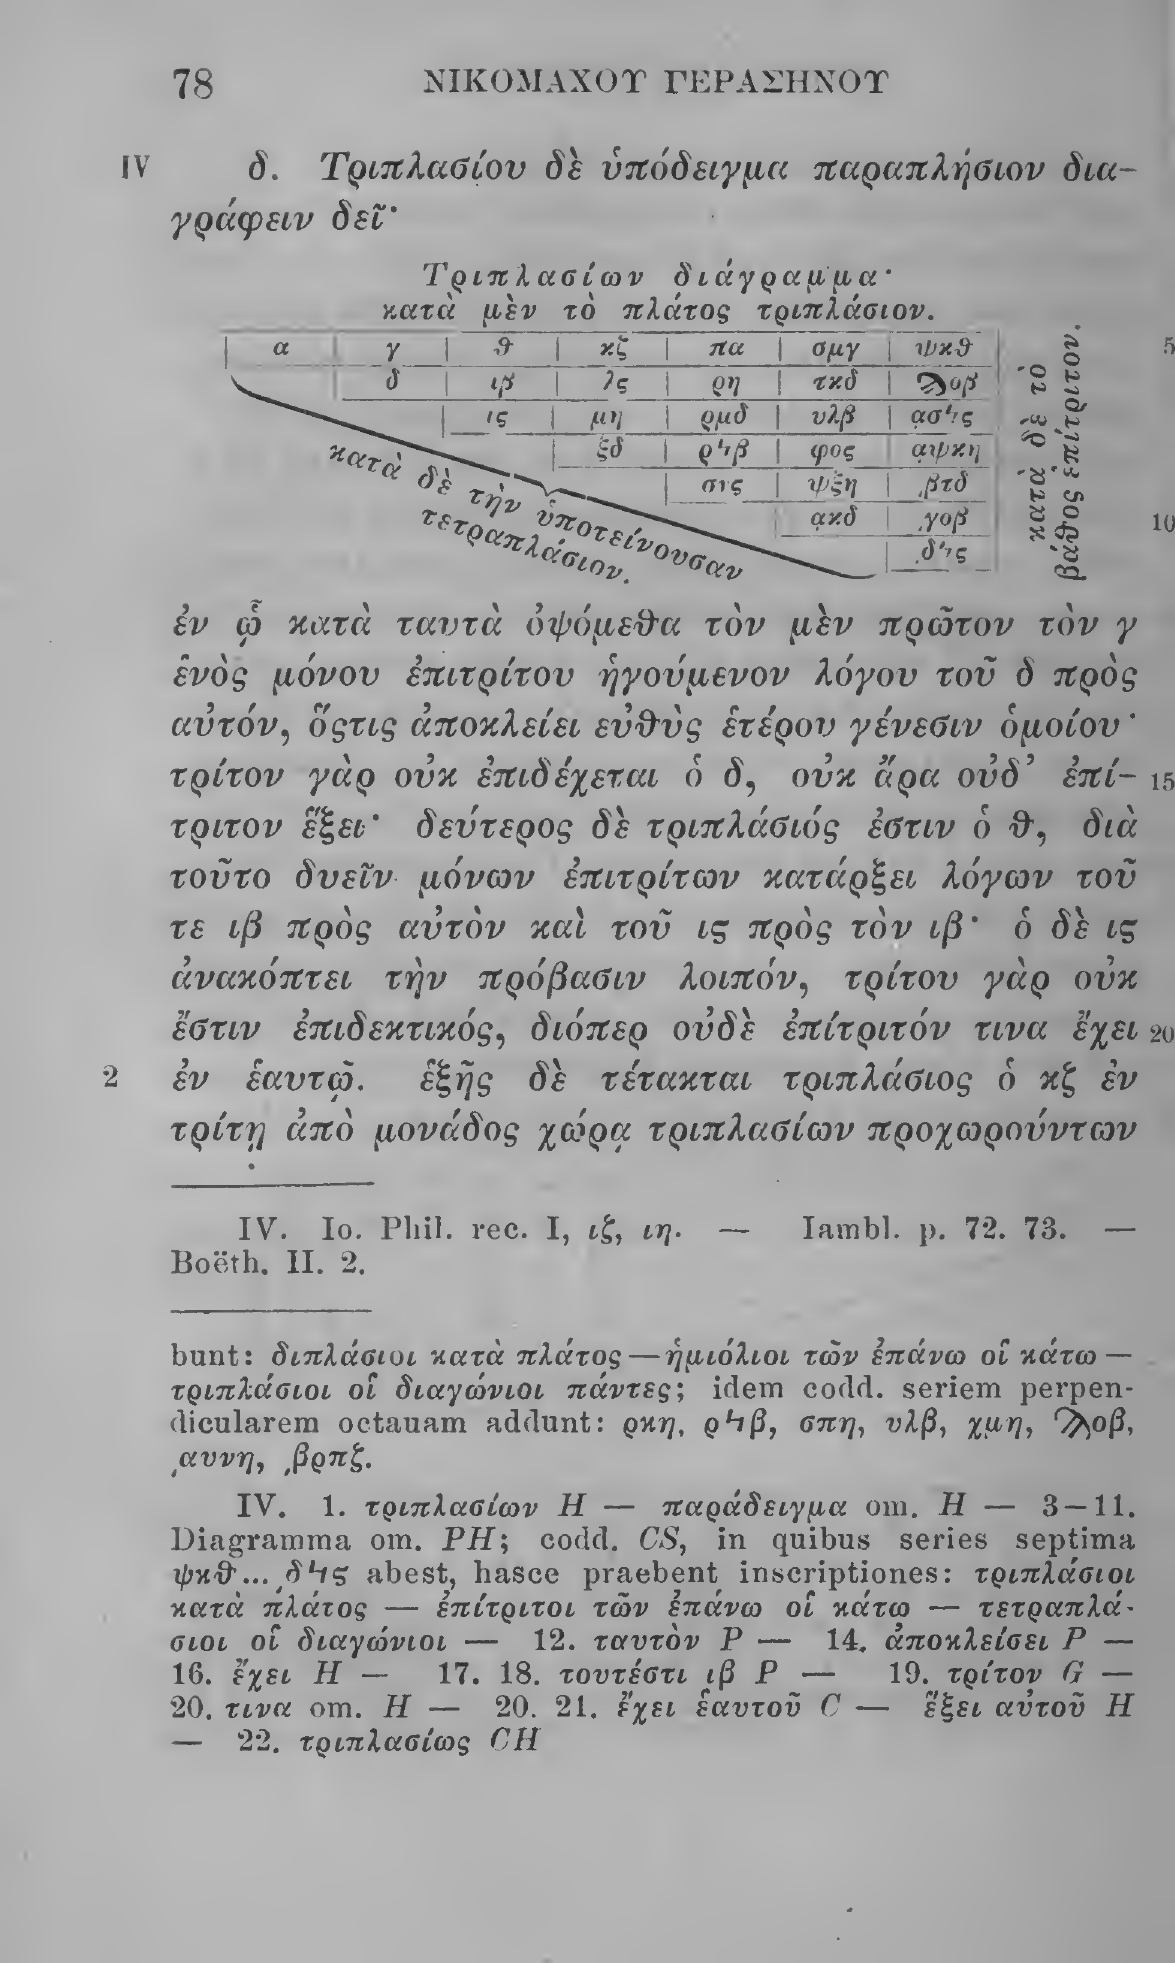 78 ΝΙΚΟΜΑΧΟΥ ΓΕΡΑΣΗΝΟΥ
IV δ. Τριπλασίου δὲ ὑπόδειγμα παραπλήσιον δια-
γράφειν δεῖ·
Τριπλασίων διάγραμμα·
κατὰ μὲν τὸ πλάτος τριπλάσιον.
α | γ | ϑ | κζ | πα | σμγ | ψκϑ 5
δ | ιβ | λς | ρη | τκδ | ϡοβ
ις | μη | ρμδ | υλβ | ͵ασϟς
ξδ | ρϟβ | φος | ͵αψκη
σνς | ψξη | ͵βτδ
͵ακδ | ͵γοβ 10
͵δϟς
κατὰ δὲ τὴν ὑποτείνουσαν
τετραπλάσιον.
κατὰ δὲ τὸ
βάϑος ἐπίτριτον.
ἐν ᾧ κατὰ ταυτὰ ὀψόμεϑα τὸν μὲν πρῶτον τὸν γ
ἑνὸς μόνου ἐπιτρίτου ἡγούμενον λόγου τοῦ δ πρὸς
αὐτόν, ὅςτις ἀποκλείει εὐϑὺς ἑτέρου γένεσιν ὁμοίου·
τρίτον γὰρ οὐκ ἐπιδέχεται ὁ δ, οὐκ ἄρα οὐδ’ ἐπί- 15
τριτον ἕξει· δεύτερος δὲ τριπλάσιός ἐστιν ὁ ϑ, διὰ
τοῦτο δυεῖν μόνων ἐπιτρίτων κατάρξει λόγων τοῦ
τε ιβ πρὸς αὐτὸν καὶ τοῦ ις πρὸς τὸν ιβ· ὁ δὲ ις
ἀνακόπτει τὴν πρόβασιν λοιπόν, τρίτου γὰρ οὐκ
ἔστιν ἐπιδεκτικός, διόπερ οὐδὲ ἐπίτριτόν τινα ἔχει 20
2 ἐν ἑαυτῷ. ἑξῆς δὲ τέτακται τριπλάσιος ὁ κζ ἐν
τρίτῃ ἀπὸ μονάδος χώρᾳ τριπλασίων προχωρούντων
IV. Io. Phil. rec. I, ιζ, ιη. — Iambl. p. 72. 73. —
Boëth. II. 2.
bunt: διπλάσιοι κατὰ πλάτος — ἡμιόλιοι τῶν ἐπάνω οἱ κάτω —
τριπλάσιοι οἱ διαγώνιοι πάντες; idem codd. seriem perpen-
dicularem octauam addunt: ρκη, ρϟβ, σπη, υλβ, χμη, ϡοβ,
͵αυνη, ͵βρπζ.
IV. 1. τριπλασίων H — παράδειγμα om. H — 3—11.
Diagramma om. PH; codd. CS, in quibus series septima
ψκϑ... ͵δϟς abest, hasce praebent inscriptiones: τριπλάσιοι
κατὰ πλάτος — ἐπίτριτοι τῶν ἐπάνω οἱ κάτω — τετραπλά-
σιοι οἱ διαγώνιοι — 12. ταυτὸν P — 14. ἀποκλείσει P —
16. ἔχει H — 17. 18. τουτέστι ιβ P — 19. τρίτον G —
20. τινα om. H — 20. 21. ἔχει ἑαυτοῦ C — ἕξει αὐτοῦ H
— 22. τριπλασίως CH